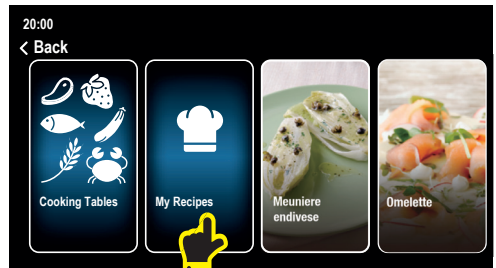 20:00
< Back
Cooking Tables
My Recipes
Meuniere
endivese
Omelette